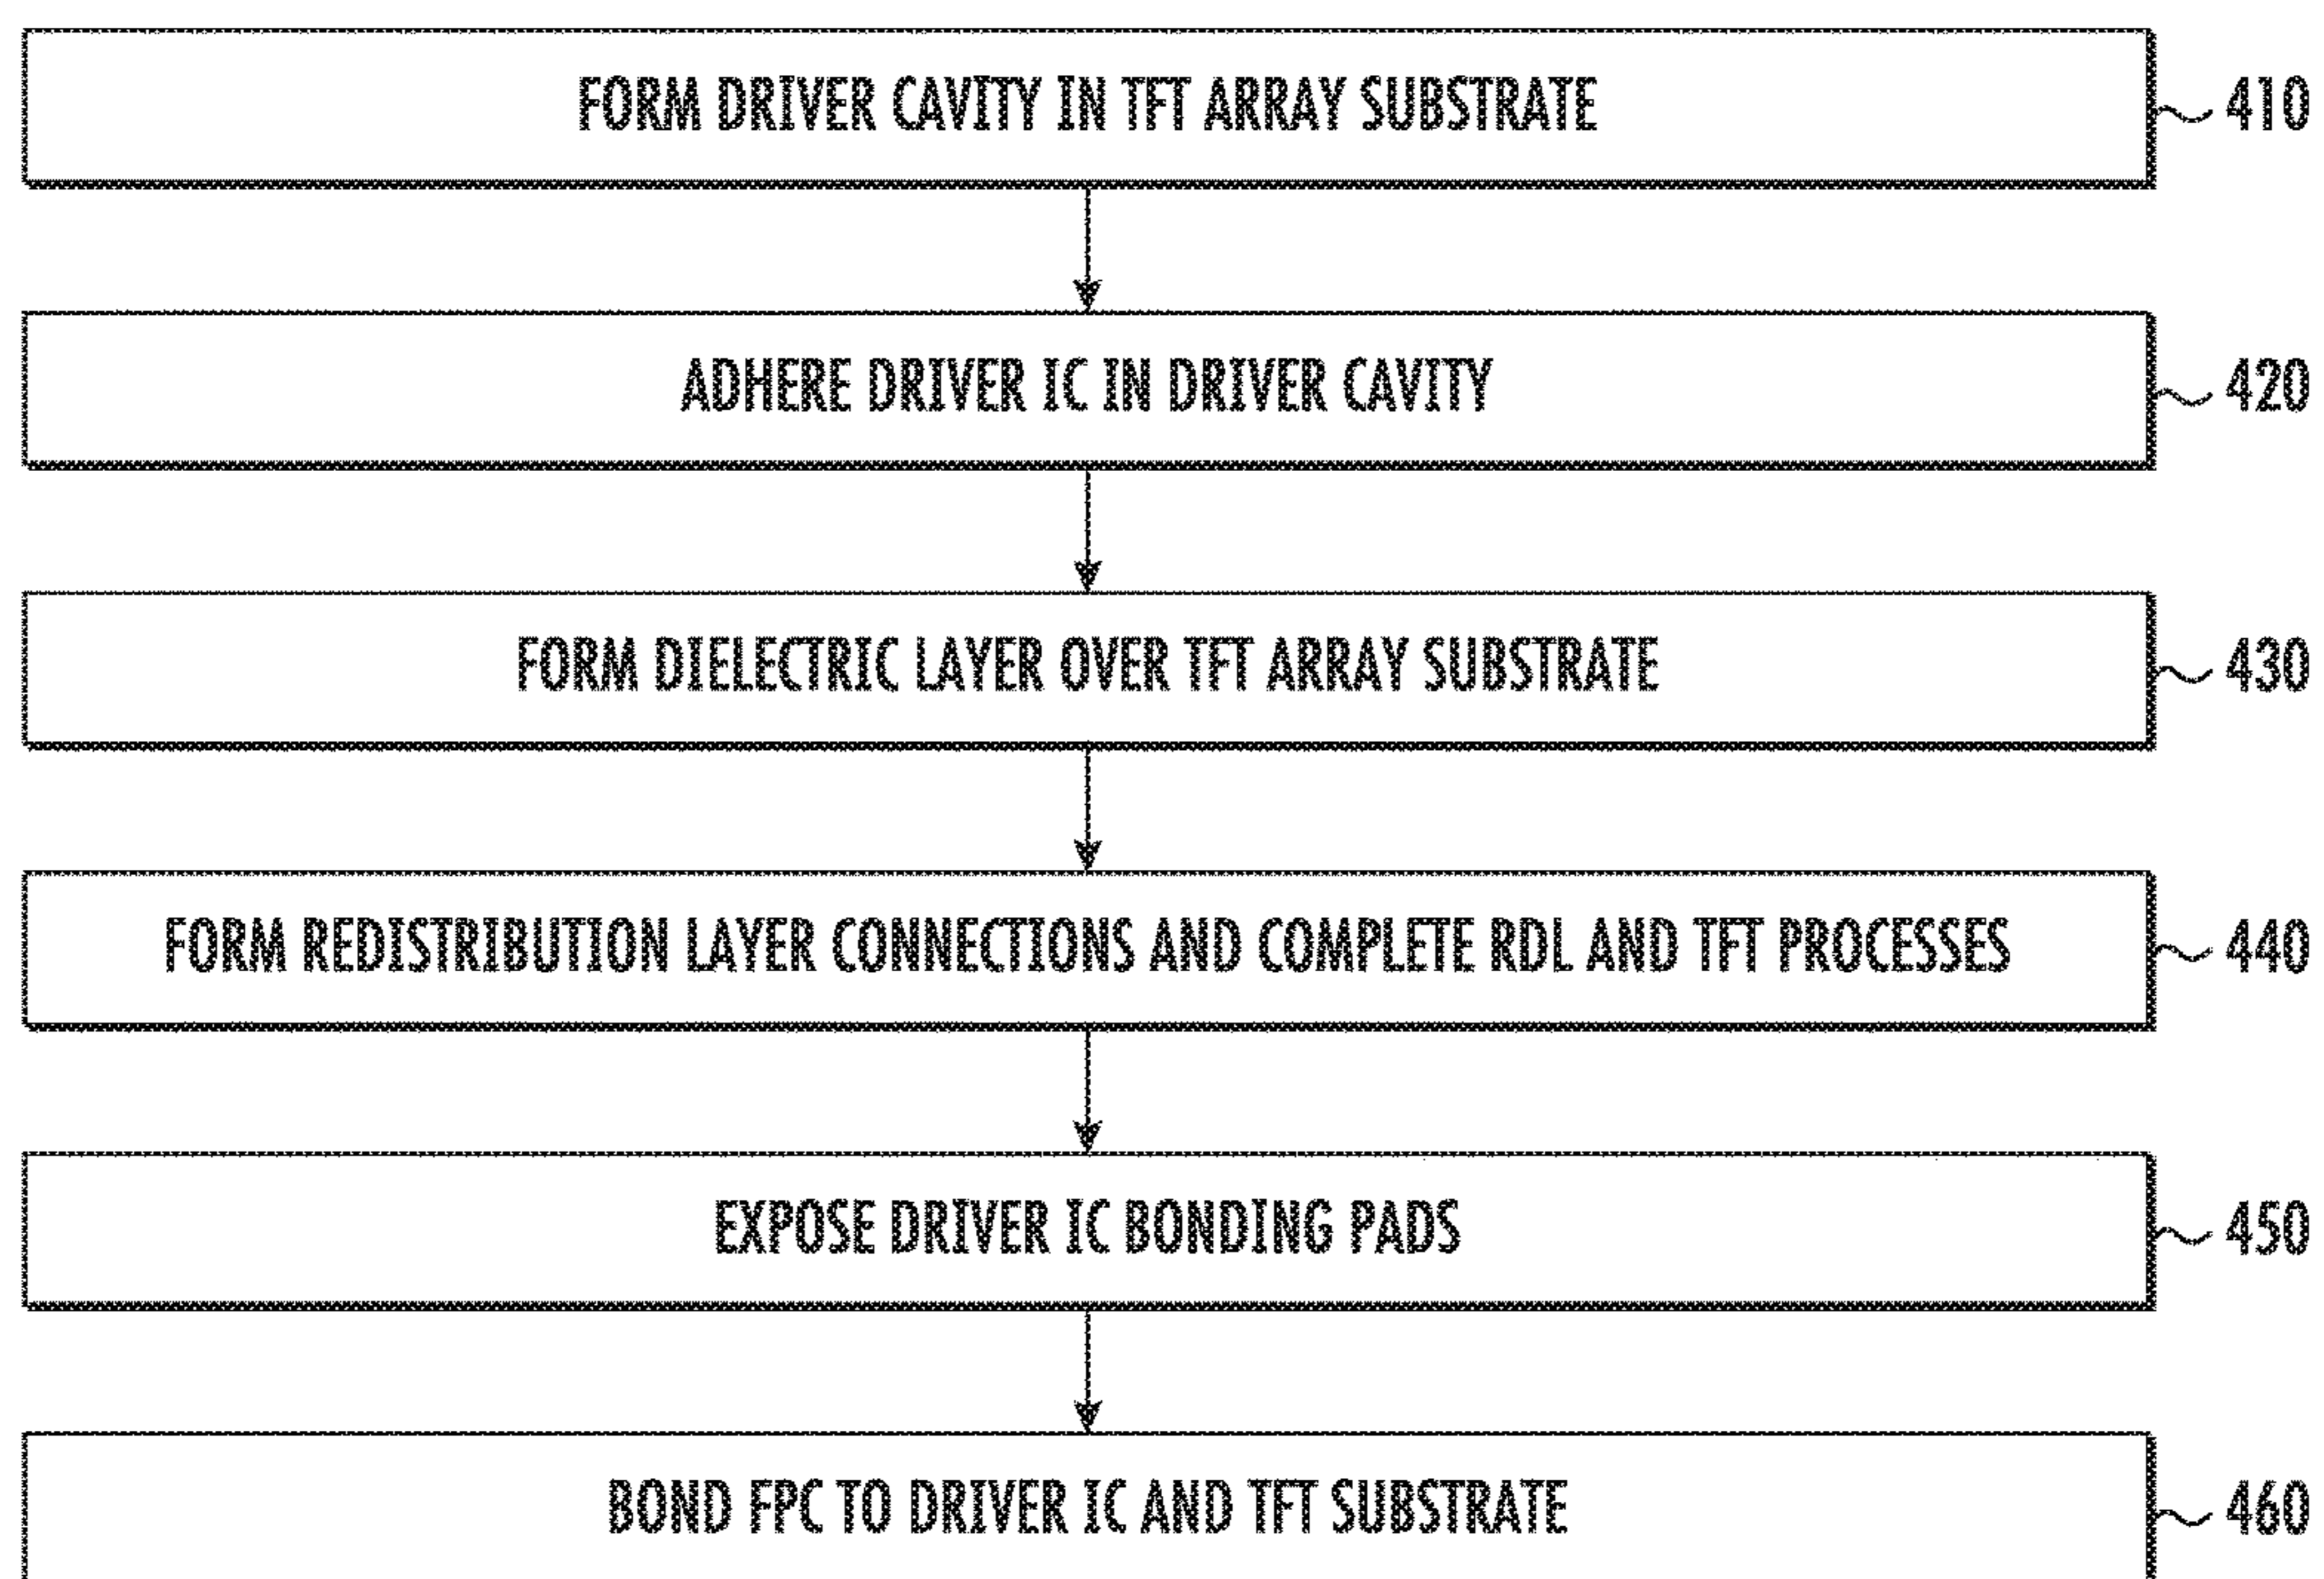 FORM DRIVER CAVITY IN TFT ARRAY SUBSTRATE 410
ADHERE DRIVER IC IN DRIVER CAVITY 420
FORM DIELECTRIC LAYER OVER TFT ARRAY SUBSTRATE 430
FORM REDISTRIBUTION LAYER CONNECTIONS AND COMPLETE RDL AND TFT PROCESSES 440
EXPOSE DRIVER IC BONDING PADS 450
BOND FPC TO DRIVER IC AND TFT SUBSTRATE 460